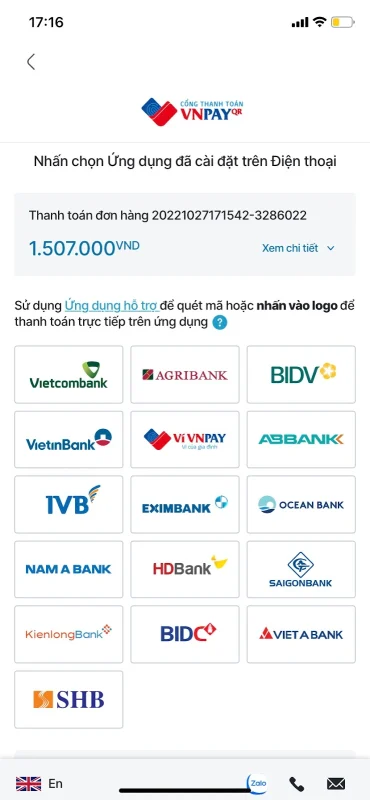 17:16
CỔNG THANH TOÁN
VNPAYQR
Nhấn chọn Ứng dụng đã cài đặt trên Điện thoại
Thanh toán đơn hàng 20221027171542-3286022
1.507.000VND
Xem chi tiết
Sử dụng Ứng dụng hỗ trợ để quét mã hoặc nhấn vào logo để
thanh toán trực tiếp trên ứng dụng ?
Vietcombank AGRIBANK BIDV
VietinBank VÍ VNPAY ABBANK
Ví của gia đình
IVB EXIMBANK OCEAN BANK
NAM A BANK HDBank SAIGONBANK
KienlongBank BIDC VIET A BANK
SHB
En Zalo